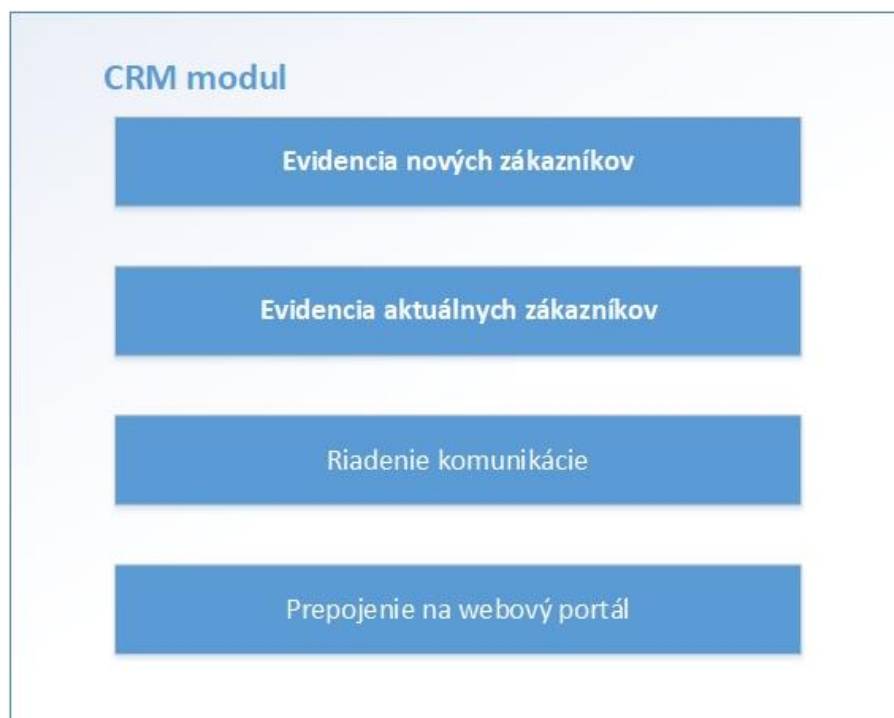 CRM modul
Evidencia nových zákazníkov
Evidencia aktuálnych zákazníkov
Riadenie komunikácie
Prepojenie na webový portál